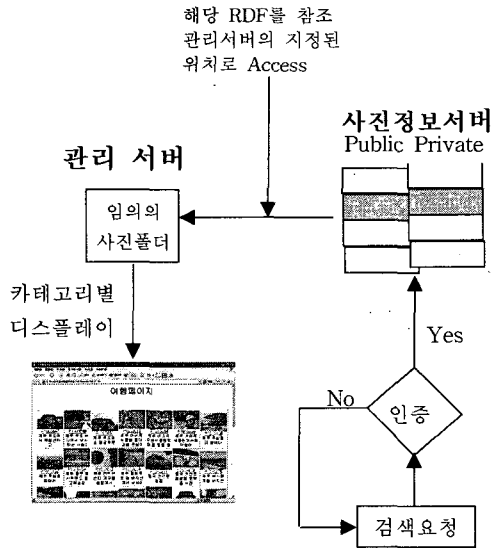 해당 RDF를 참조
관리서버의 지정된
위치로 Access
사진정보서버
Public Private
관리 서버
임의의
사진폴더
카테고리별
디스플레이
Yes
No
인증
검색요청
여행페이지